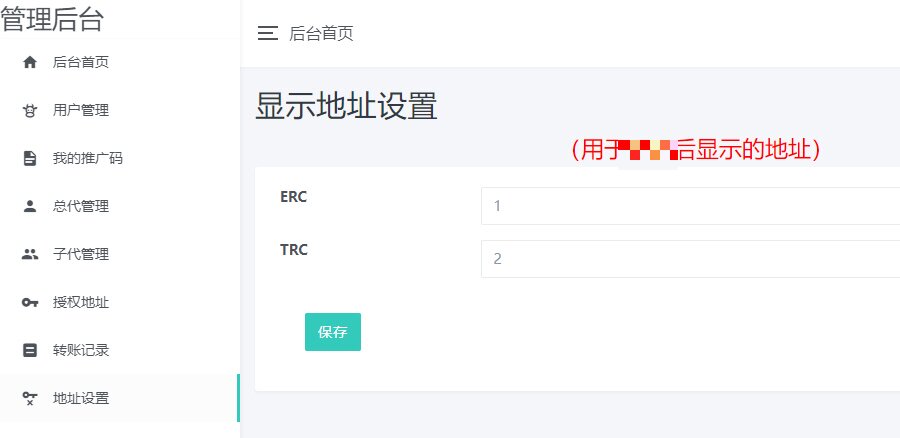 管理后台
后台首页
用户管理
我的推广码
总代管理
子代管理
授权地址
转账记录
地址设置
后台首页
显示地址设置
（用于 后显示的地址）
ERC
1
TRC
2
保存